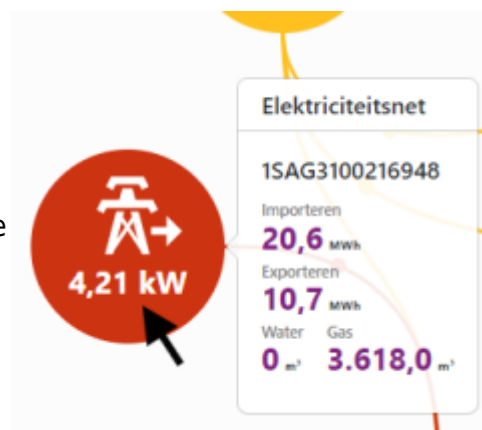 e
4,21 kW
Elektriciteitsnet
1SAG3100216948
Importeren
20,6 MWh
Exporteren
10,7 MWh
Water Gas
0 m³ 3.618,0 m³